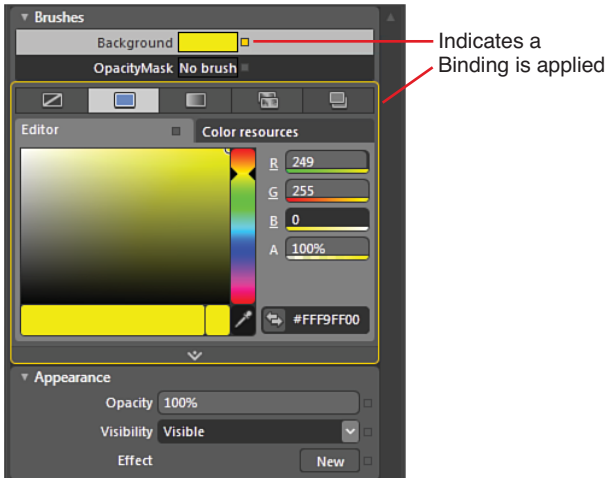 Brushes
Background
Indicates a
Binding is applied
OpacityMask No brush
Editor
Color resources
R 249
G 255
B 0
A 100%
#FFF9FF00
Appearance
Opacity 100%
Visibility Visible
Effect New